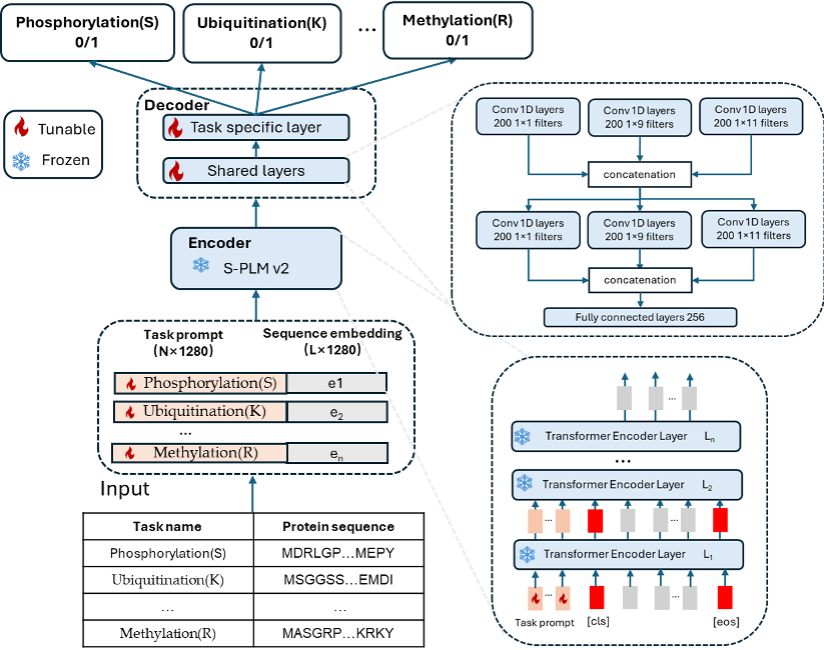 Phosphorylation(S)
0/1
Ubiquitination(K)
0/1
...
Methylation(R)
0/1
Tunable
Frozen
Decoder
Task specific layer
Shared layers
Encoder
S-PLM v2
Task prompt
(N×1280)
Sequence embedding
(L×1280)
Phosphorylation(S) e1
Ubiquitination(K) e2
...
Methylation(R) en
Input
Task name Protein sequence
Phosphorylation(S) MDRLGP...MEPY
Ubiquitination(K) MSGGSS...EMDI
... ...
Methylation(R) MASGRP...KRKY
Conv 1D layers
200 1×1 filters
Conv 1D layers
200 1×9 filters
Conv 1D layers
200 1×11 filters
concatenation
Conv 1D layers
200 1×1 filters
Conv 1D layers
200 1×9 filters
Conv 1D layers
200 1×11 filters
concatenation
Fully connected layers 256
...
Transformer Encoder Layer Ln
...
Transformer Encoder Layer L2
... ...
Transformer Encoder Layer L1
... ...
Task prompt [cls] [eos]